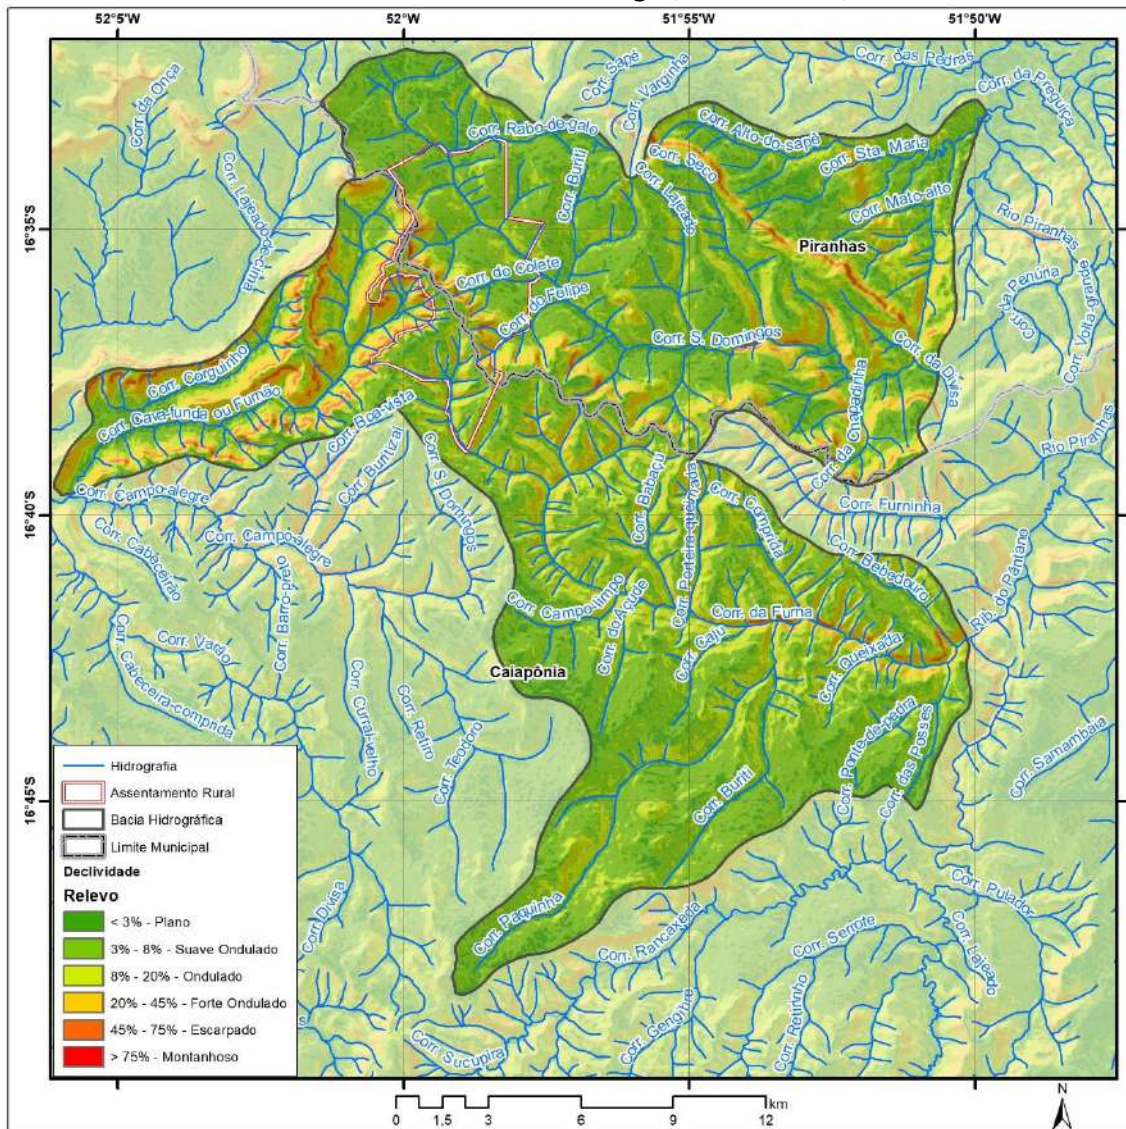 52°5'W
52°W
51°55'W
51°50'W
Corr. da Onça
Corr. Sapé
Corr. Varginha
Corr. das Pedras
Corr. da Preguiça
Corr. Rabo-de-galo
Corr. Alto-do-sapé
Corr. Seco
Corr. Sta. Maria
Corr. Lajeado-de-cima
Corr. Buriti
Corr. Lajeado
Corr. Mato-alto
16°35'S
Rio Piranhas
Piranhas
Corr. do Colete
Corr. da Penúria
Corr. Volta-grande
Corr. do Felipe
Corr. S. Domingos
Corr. da Divisa
Corr. Corguinho
Corr. Cava-funda ou Furnão
Corr. da Chapadinha
Corr. Boa-vista
Corr. Buritizal
Corr. S Domingos
Rio Piranhas
Corr. Babaçu
Corr. Porteira-queimada
Corr. Comprida
Corr. Campo-alegre
Corr. Furninha
16°40'S
Corr. Cabeceirão
Corr. Campo-alegre
Corr. Bebedouro
Rib. do Pântano
Corr. Barro-preto
Corr. Campo-limpo
Corr. do Açude
Corr. da Furna
Corr. Varão
Corr. Caju
Corr. Queixada
Corr. Cabeceira-comprida
Caiapônia
Corr. Curral-velho
Corr. Retiro
Corr. Teodoro
Corr. Ponte-de-pedra
Corr. das Posses
Corr. Samambaia
16°45'S
Corr. Buriti
Hidrografia
Assentamento Rural
Bacia Hidrográfica
Limite Municipal
Declividade
Relevo
< 3% - Plano
3% - 8% - Suave Ondulado
8% - 20% - Ondulado
20% - 45% - Forte Ondulado
45% - 75% - Escarpado
> 75% - Montanhoso
Corr. Divisa
Corr. Paquinha
Corr. Rancaxeda
Corr. Serrote
Corr. Pulador
Corr. Lajeado
Corr. Sucupira
Corr. Gengibre
Corr. Retirinho
N
km
0 1,5 3 6 9 12